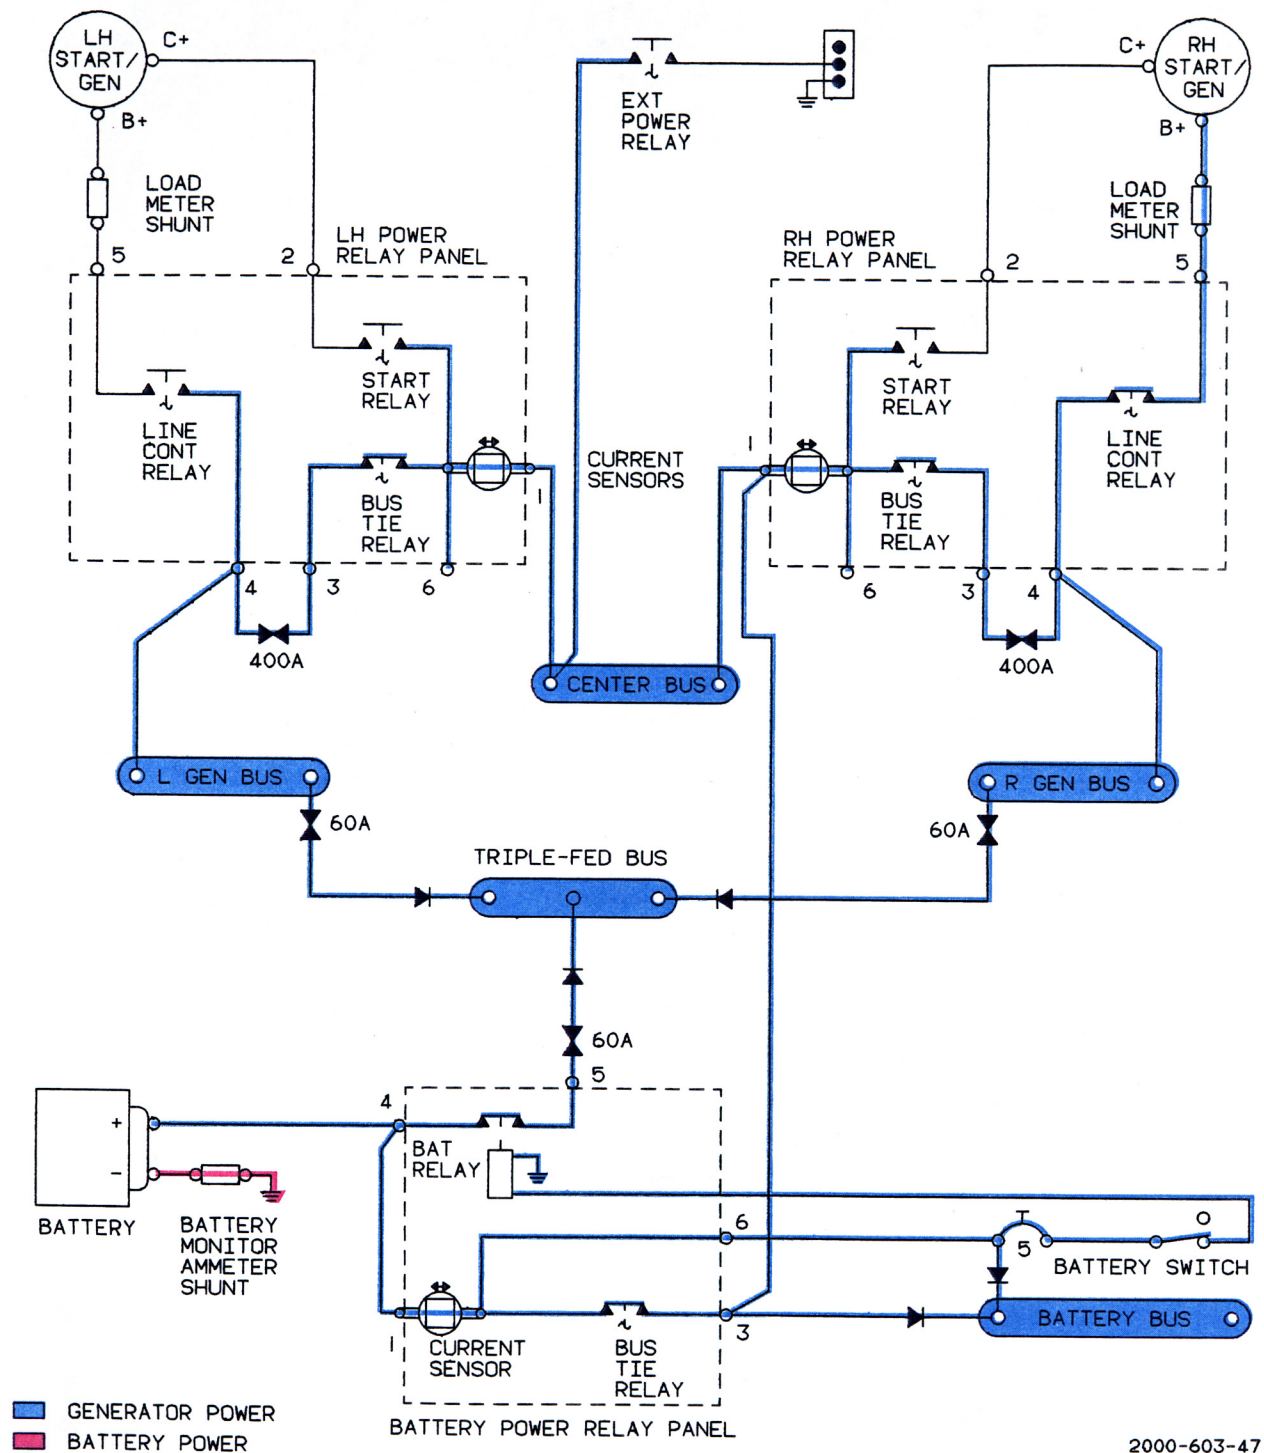 LH
START/
GEN
C+
B+
LOAD
METER
SHUNT
5
2
LH POWER
RELAY PANEL
START
RELAY
LINE
CONT
RELAY
BUS
TIE
RELAY
1
4
3
6
400A
EXT
POWER
RELAY
CURRENT
SENSORS
RH
START/
GEN
C+
B+
LOAD
METER
SHUNT
RH POWER
RELAY PANEL
2
5
START
RELAY
LINE
CONT
RELAY
1
BUS
TIE
RELAY
6
3
4
400A
CENTER BUS
L GEN BUS
R GEN BUS
60A
60A
TRIPLE-FED BUS
60A
5
4
+
-
BATTERY
BATTERY
MONITOR
AMMETER
SHUNT
BAT
RELAY
6
5
BATTERY SWITCH
1
CURRENT
SENSOR
BUS
TIE
RELAY
3
BATTERY BUS
BATTERY POWER RELAY PANEL
GENERATOR POWER
BATTERY POWER
2000-603-47